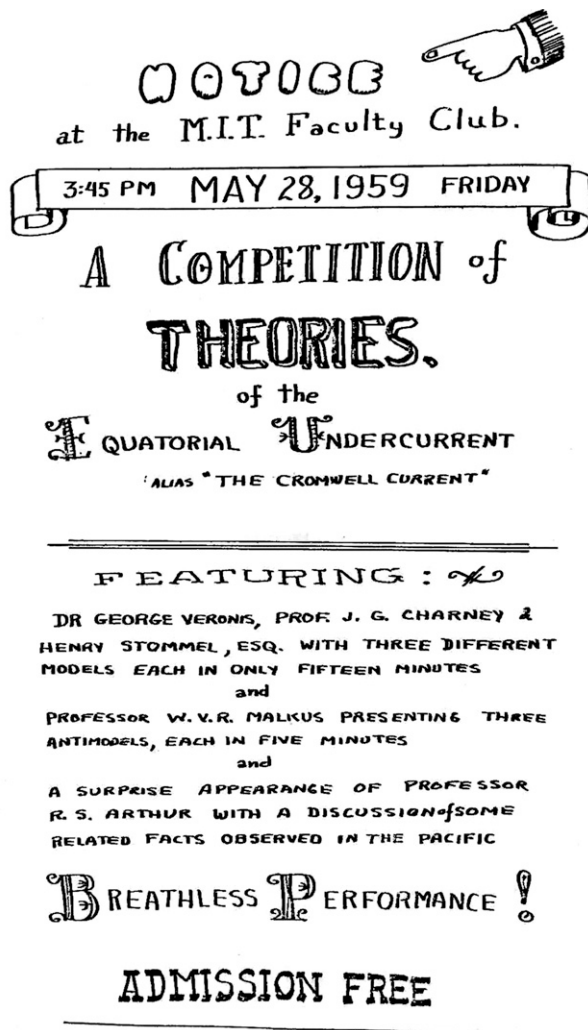 NOTICE
at the M.I.T. Faculty Club.
3:45 PM MAY 28, 1959 FRIDAY
A COMPETITION of
THEORIES.
of the
EQUATORIAL UNDERCURRENT
'ALIAS "THE CROMWELL CURRENT"
FEATURING:
DR GEORGE VERONIS, PROF. J. G. CHARNEY &
HENRY STOMMEL, ESQ. WITH THREE DIFFERENT
MODELS EACH IN ONLY FIFTEEN MINUTES
and
PROFESSOR W.V.R. MALKUS PRESENTING THREE
ANTIMODELS, EACH IN FIVE MINUTES
and
A SURPRISE APPEARANCE OF PROFESSOR
R. S. ARTHUR WITH A DISCUSSION of SOME
RELATED FACTS OBSERVED IN THE PACIFIC
BREATHLESS PERFORMANCE!
ADMISSION FREE